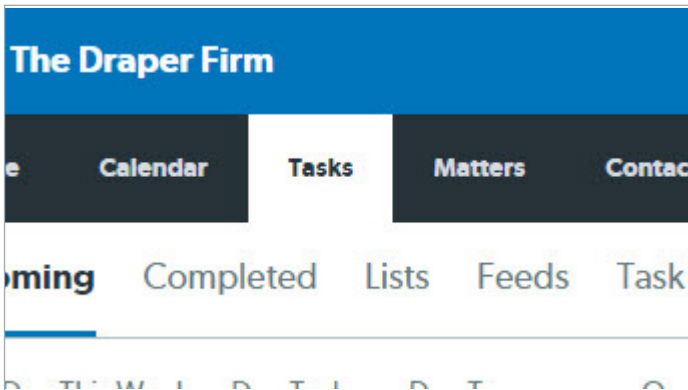 The Draper Firm
e Calendar Tasks Matters Contac
oming Completed Lists Feeds Task